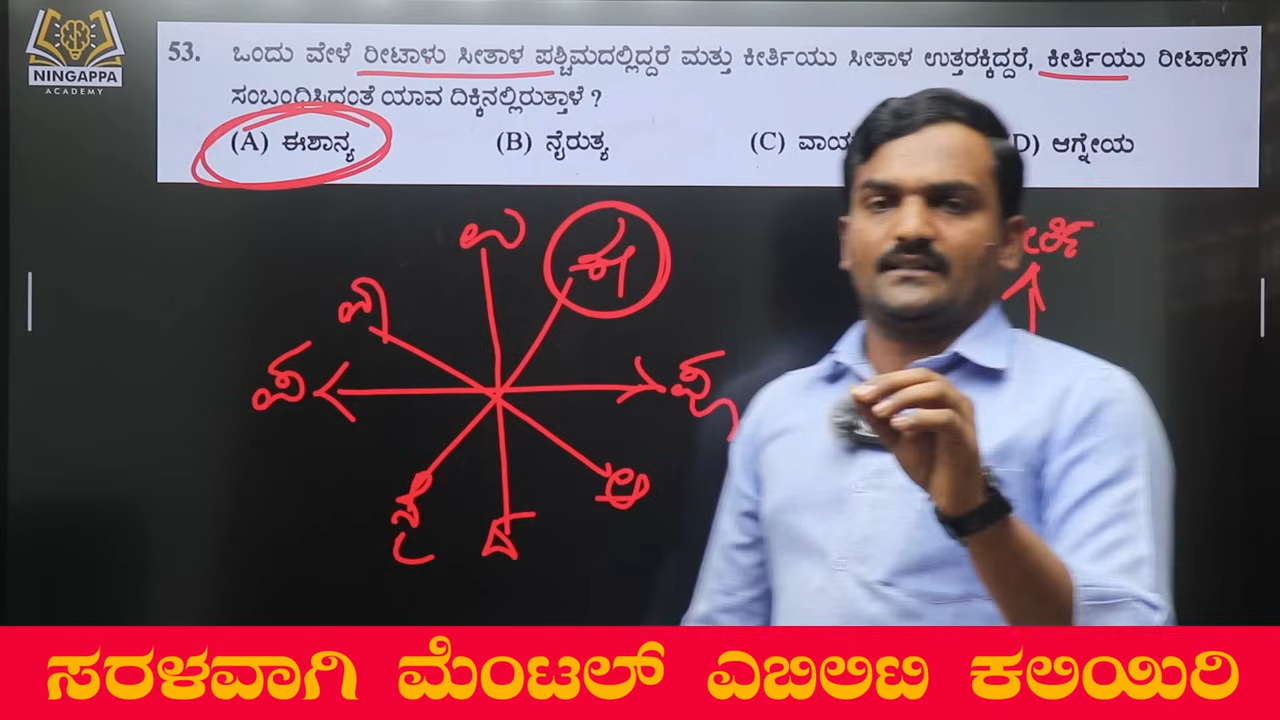 NINGAPPA
ACADEMY
53. ಒಂದು ವೇಳೆ ರೀಟಾಳು ಸೀತಾಳ ಪಶ್ಚಿಮದಲ್ಲಿದ್ದರೆ ಮತ್ತು ಕೀರ್ತಿಯು ಸೀತಾಳ ಉತ್ತರಕ್ಕಿದ್ದರೆ, ಕೀರ್ತಿಯು ರೀಟಾಳಿಗೆ
ಸಂಬಂಧಿಸಿದಂತೆ ಯಾವ ದಿಕ್ಕಿನಲ್ಲಿರುತ್ತಾಳೆ ?
(A) ಈಶಾನ್ಯ (B) ನೈರುತ್ಯ (C) D) ಆಗ್ನೇಯ
ಉ ಈ
ವಾ
ಪ ಪೂ
ನೈ ಆ
ದ
ಸರಳವಾಗಿ ಮೆಂಟಲ್ ಎಬಿಲಿಟಿ ಕಲಿಯಿರಿ